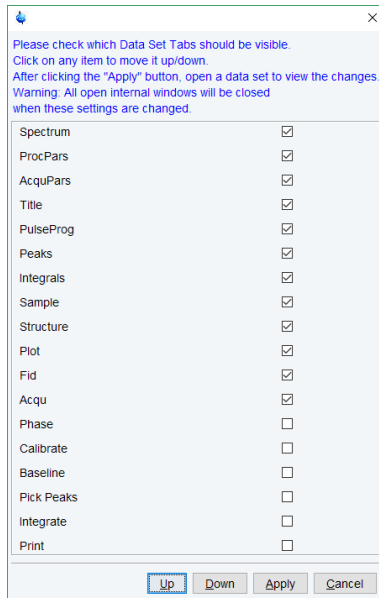 Please check which Data Set Tabs should be visible.
Click on any item to move it up/down.
After clicking the "Apply" button, open a data set to view the changes.
Warning: All open internal windows will be closed
when these settings are changed.
Spectrum
ProcPars
AcquPars
Title
PulseProg
Peaks
Integrals
Sample
Structure
Plot
Fid
Acqu
Phase
Calibrate
Baseline
Pick Peaks
Integrate
Print
Up Down Apply Cancel